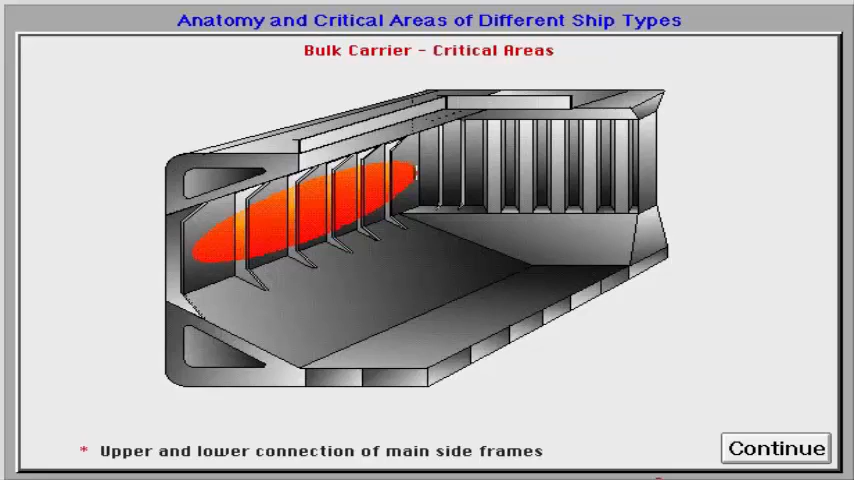 Anatomy and Critical Areas of Different Ship Types
Bulk Carrier - Critical Areas
* Upper and lower connection of main side frames
Continue